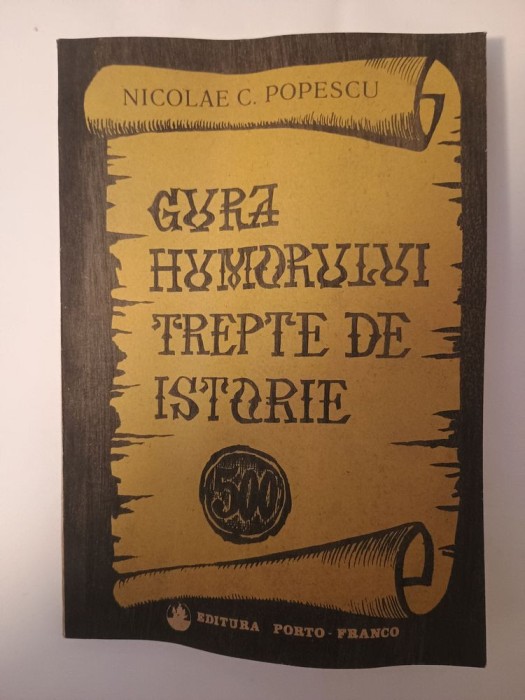 NICOLAE C. POPESCU
GURA
HUMORULUI
TREPTE DE
ISTORIE
500
EDITURA PORTO-FRANCO